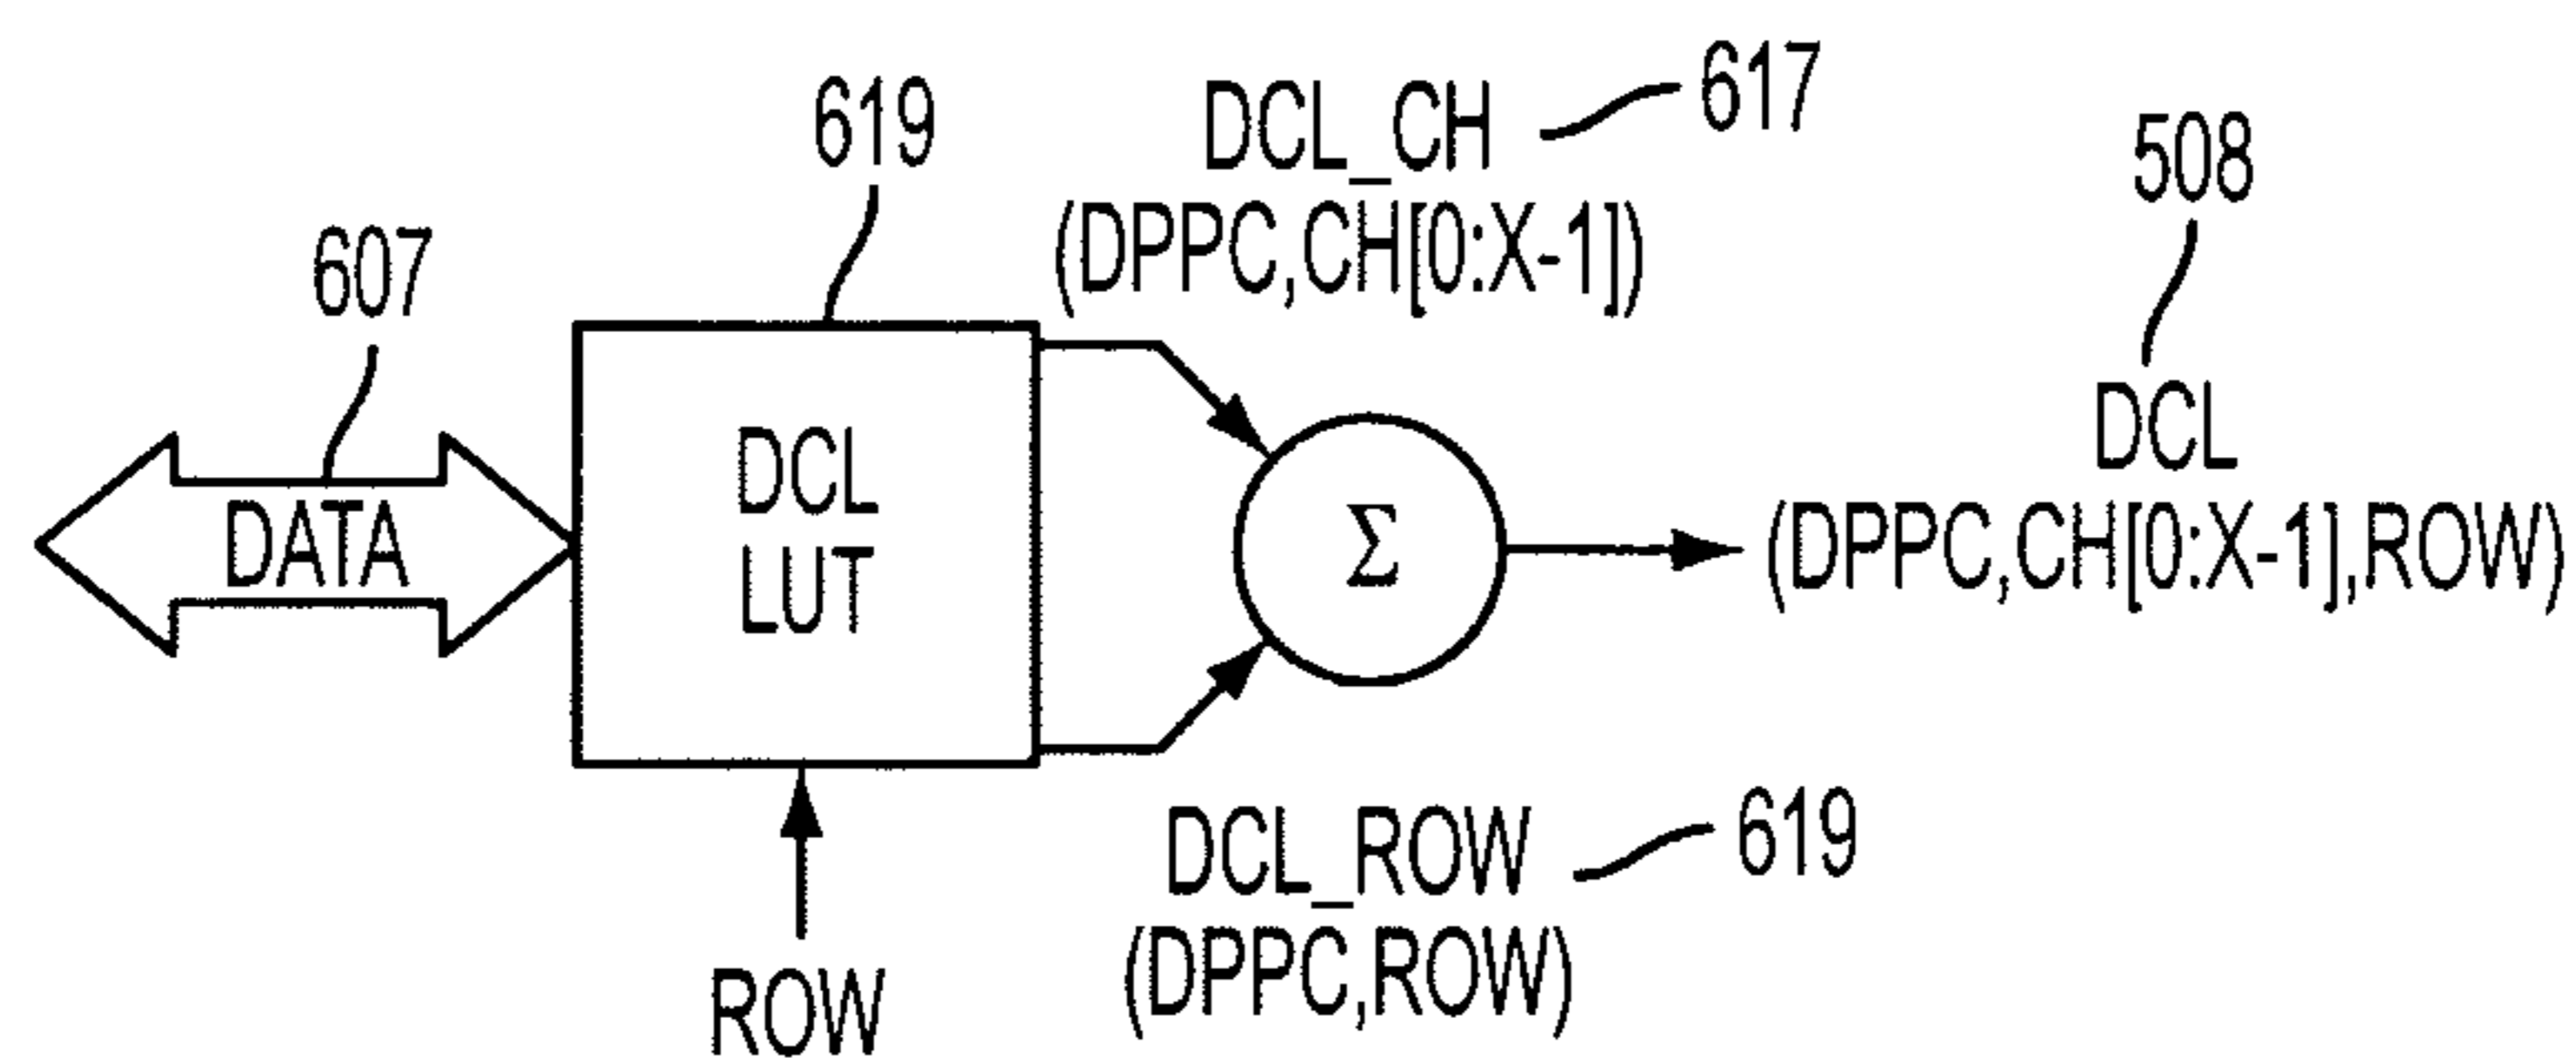 607
DATA
619
DCL
LUT
ROW
DCL_CH
(DPPC,CH[0:X-1])
617
Σ
DCL_ROW
(DPPC,ROW)
619
508
DCL
(DPPC,CH[0:X-1],ROW)